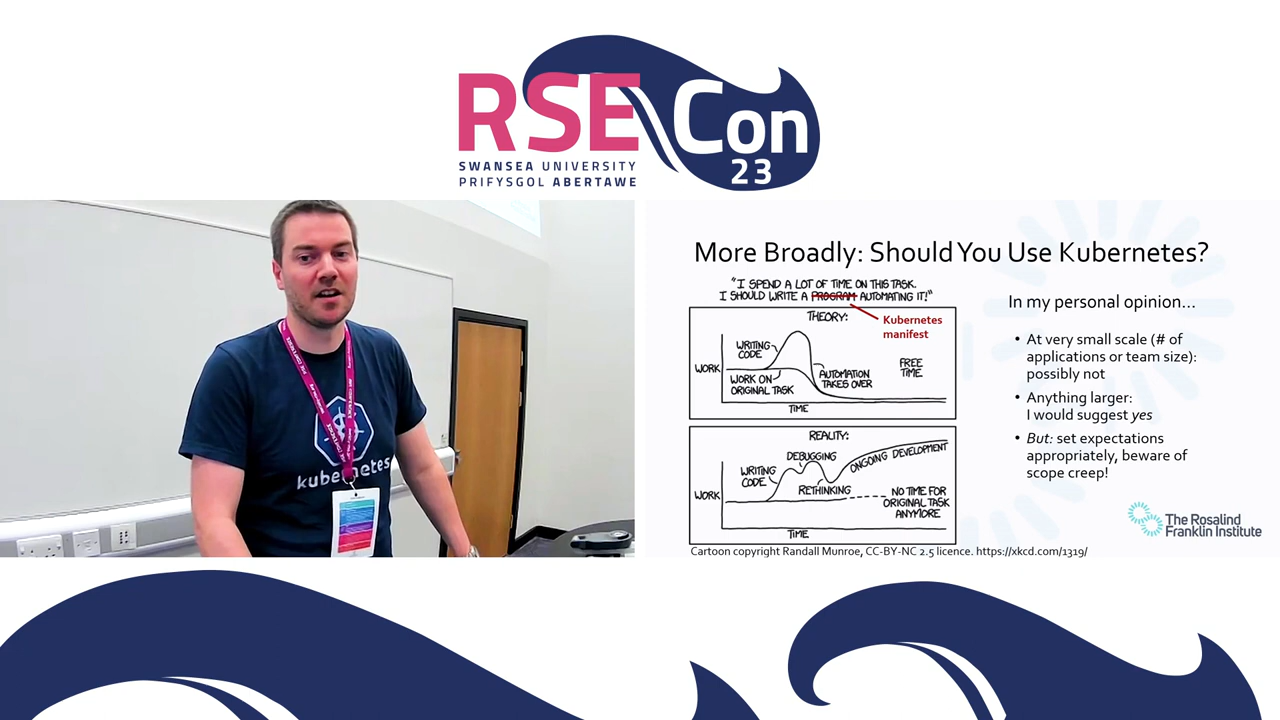 RSE Con
23
SWANSEA UNIVERSITY
PRIFYSGOL ABERTAWE
kubernetes
More Broadly: Should You Use Kubernetes?
"I SPEND A LOT OF TIME ON THIS TASK.
I SHOULD WRITE A PROGRAM AUTOMATING IT!"
Kubernetes
manifest
THEORY:
WRITING
CODE
WORK
WORK ON
ORIGINAL TASK
AUTOMATION
TAKES OVER
FREE
TIME
TIME
REALITY:
WRITING
CODE
DEBUGGING
RETHINKING
ONGOING DEVELOPMENT
WORK
NO TIME FOR
ORIGINAL TASK
ANYMORE
TIME
Cartoon copyright Randall Munroe, CC-BY-NC 2.5 licence. https://xkcd.com/1319/
In my personal opinion...
• At very small scale (# of
applications or team size):
possibly not
• Anything larger:
I would suggest yes
• But: set expectations
appropriately, beware of
scope creep!
The Rosalind
Franklin Institute